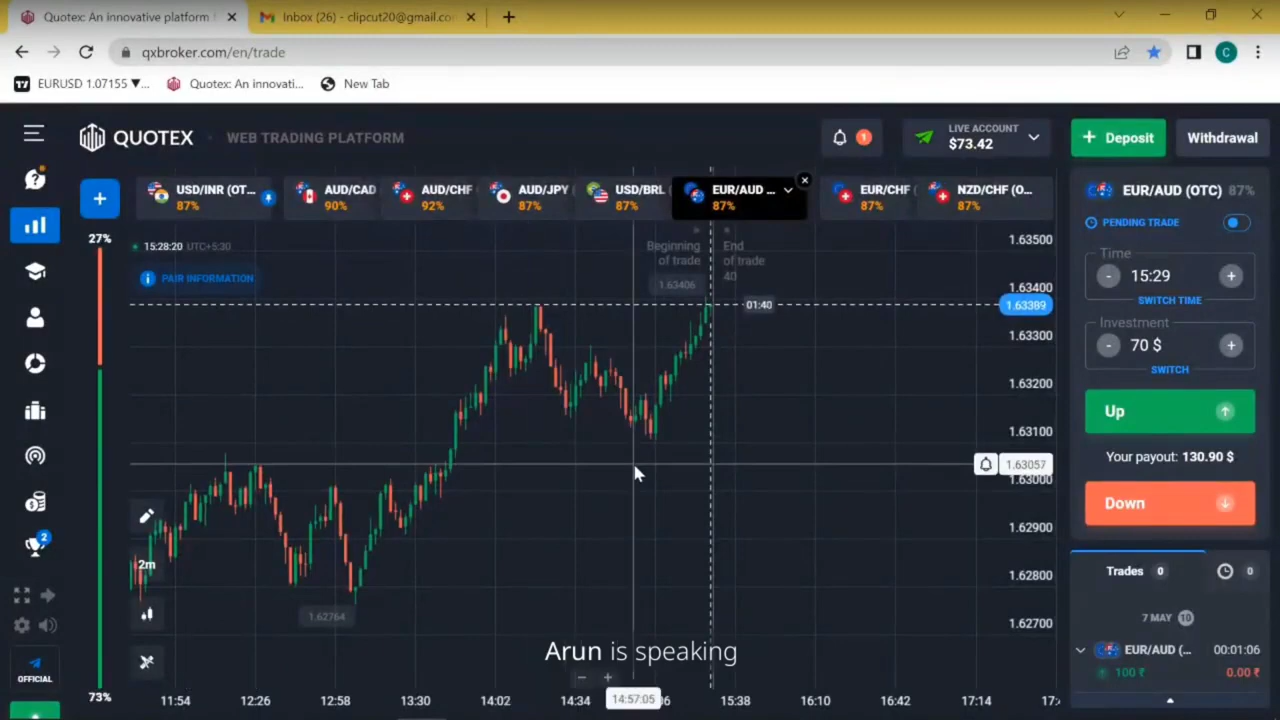 Quotex: An innovative platform f
Inbox (26) - clipcut20@gmail.co
qxbroker.com/en/trade
C
EURUSD 1.07155 ▼...
Quotex: An innovati...
New Tab
QUOTEX
WEB TRADING PLATFORM
1
LIVE ACCOUNT
$73.42
+ Deposit
Withdrawal
USD/INR (OT...
87%
AUD/CAD
90%
AUD/CHF
92%
AUD/JPY (
87%
USD/BRL
87%
EUR/AUD ...
87%
EUR/CHF
87%
NZD/CHF (O...
87%
27%
15:28:20 UTC+5:30
PAIR INFORMATION
Beginning
of trade
End
of trade
40
1.63406
01:40
1.63500
1.63400
1.63389
1.63300
1.63200
1.63100
1.63057
1.63000
1.62900
1.62800
1.62700
1.62764
2m
73%
2
OFFICIAL
11:54
12:26
12:58
13:30
14:02
14:34
14:57:05
15:38
16:10
16:42
17:14
EUR/AUD (OTC) 87%
PENDING TRADE
Time
- 15:29 +
SWITCH TIME
Investment
- 70 $ +
SWITCH
Up
Your payout: 130.90 $
Down
Trades 0
0
7 MAY 10
EUR/AUD (... 00:01:06
100 ₹ 0.00 ₹
Arun is speaking